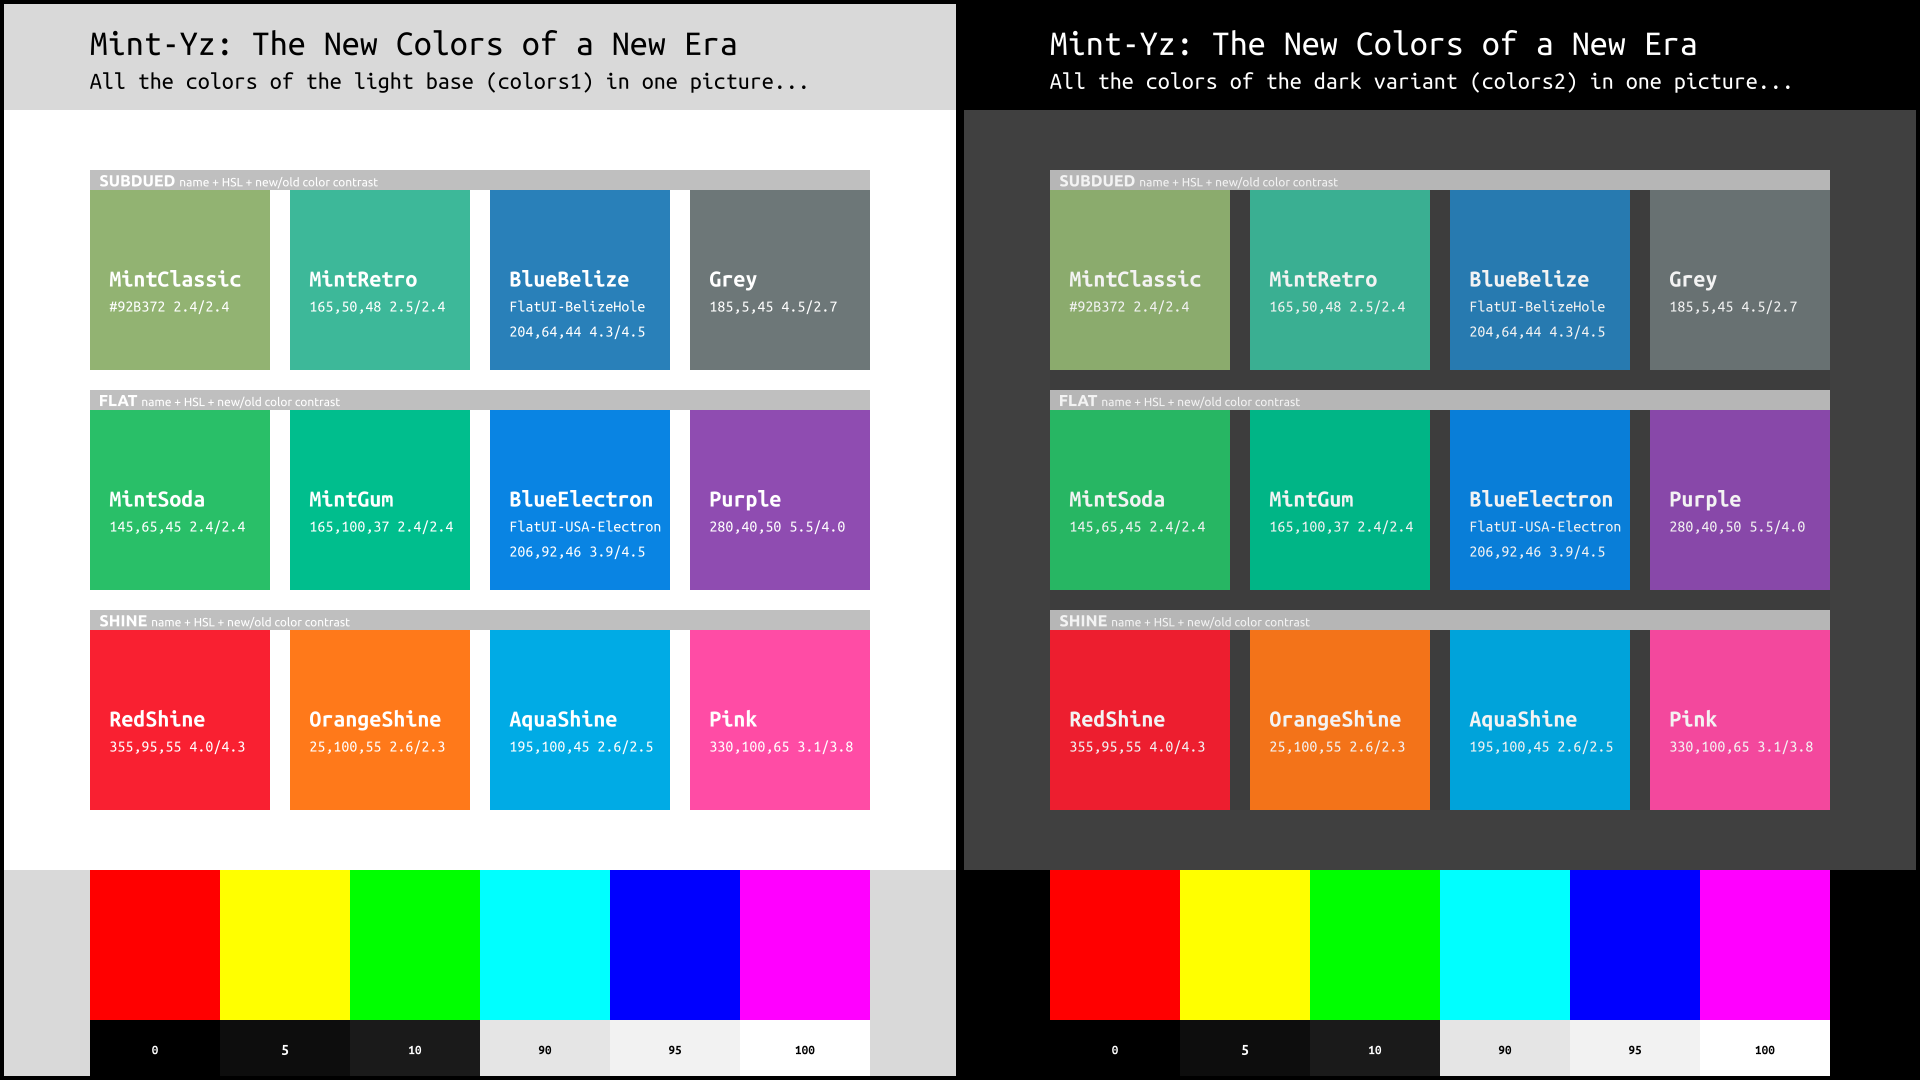 Mint-Yz: The New Colors of a New Era
All the colors of the light base (colors1) in one picture...
SUBDUED name + HSL + new/old color contrast
MintClassic
#92B372 2.4/2.4
MintRetro
165,50,48 2.5/2.4
BlueBelize
FlatUI-BelizeHole
204,64,44 4.3/4.5
Grey
185,5,45 4.5/2.7
FLAT name + HSL + new/old color contrast
MintSoda
145,65,45 2.4/2.4
MintGum
165,100,37 2.4/2.4
BlueElectron
FlatUI-USA-Electron
206,92,46 3.9/4.5
Purple
280,40,50 5.5/4.0
SHINE name + HSL + new/old color contrast
RedShine
355,95,55 4.0/4.3
OrangeShine
25,100,55 2.6/2.3
AquaShine
195,100,45 2.6/2.5
Pink
330,100,65 3.1/3.8
0 5 10 90 95 100
Mint-Yz: The New Colors of a New Era
All the colors of the dark variant (colors2) in one picture...
SUBDUED name + HSL + new/old color contrast
MintClassic
#92B372 2.4/2.4
MintRetro
165,50,48 2.5/2.4
BlueBelize
FlatUI-BelizeHole
204,64,44 4.3/4.5
Grey
185,5,45 4.5/2.7
FLAT name + HSL + new/old color contrast
MintSoda
145,65,45 2.4/2.4
MintGum
165,100,37 2.4/2.4
BlueElectron
FlatUI-USA-Electron
206,92,46 3.9/4.5
Purple
280,40,50 5.5/4.0
SHINE name + HSL + new/old color contrast
RedShine
355,95,55 4.0/4.3
OrangeShine
25,100,55 2.6/2.3
AquaShine
195,100,45 2.6/2.5
Pink
330,100,65 3.1/3.8
0 5 10 90 95 100